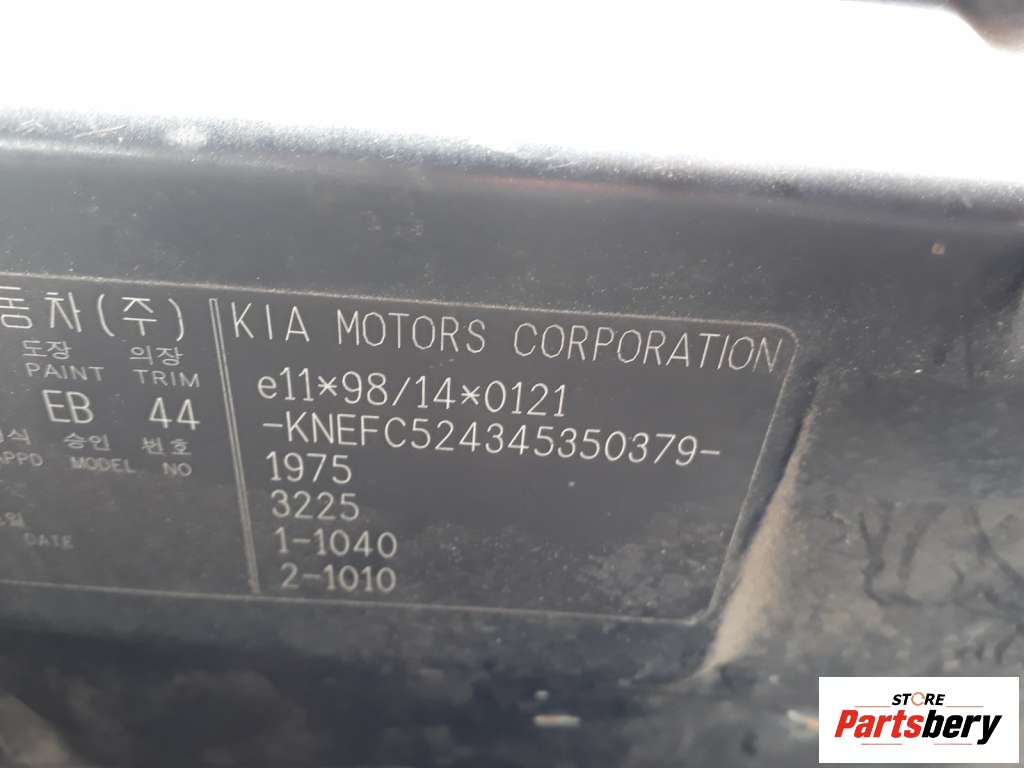 동차(주)
도장 의장
PAINT TRIM
EB 44
승인 번호
APPD MODEL NO
DATE
KIA MOTORS CORPORATION
e11*98/14*0121
-KNEFC524345350379-
1975
3225
1-1040
2-1010
STORE
Partsbery